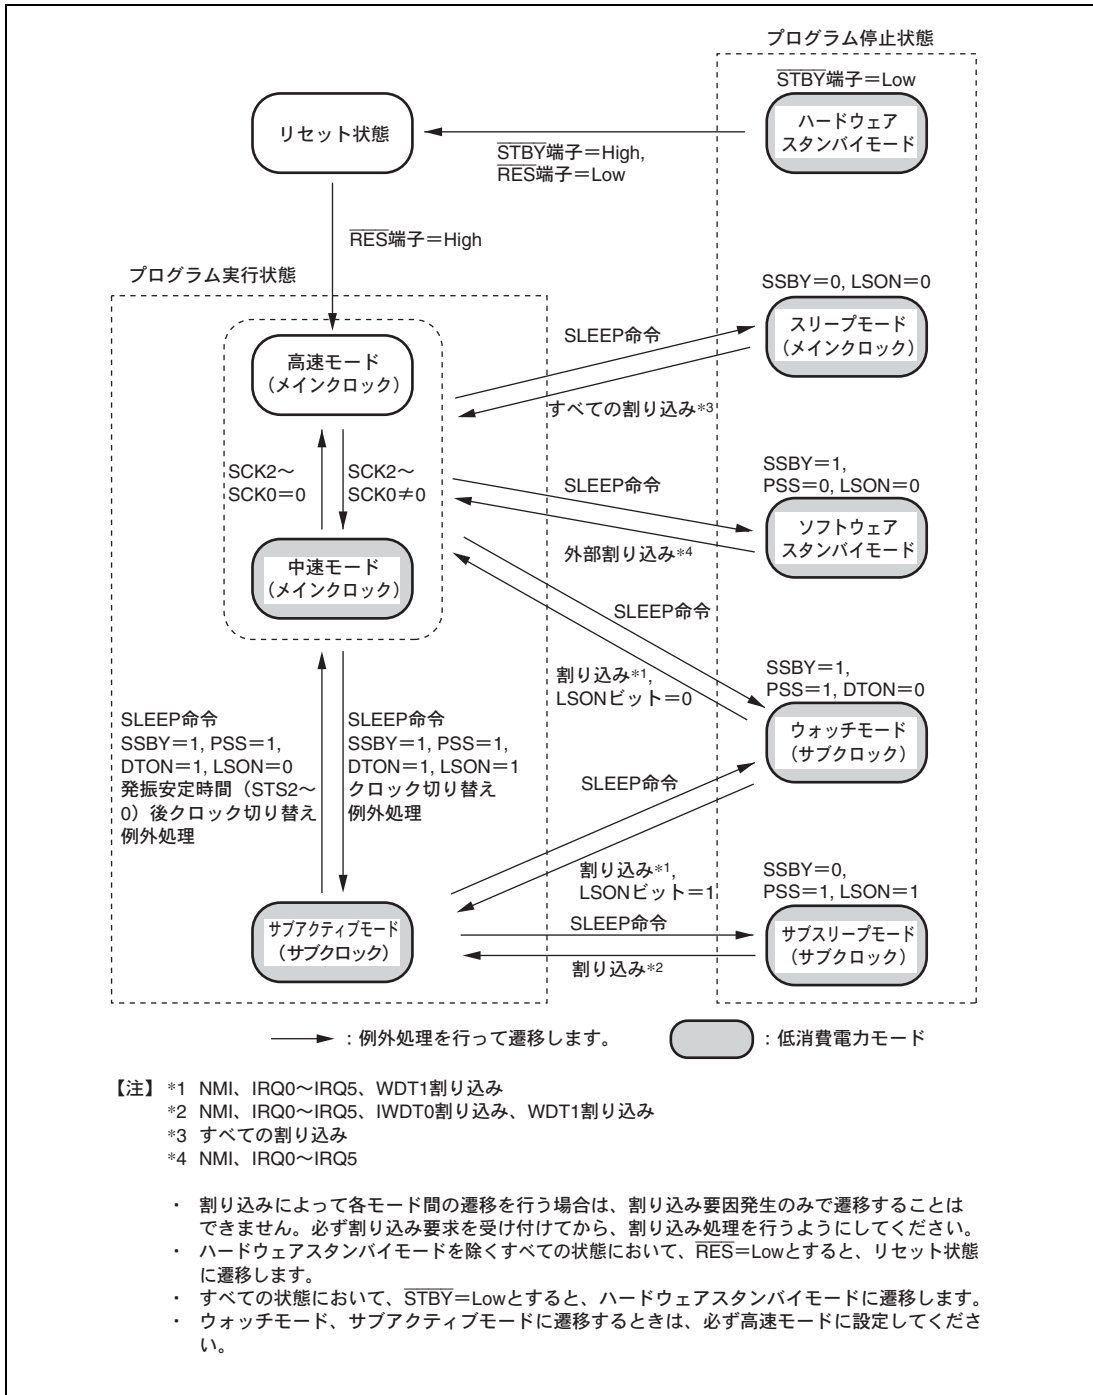 プログラム停止状態
STBY端子＝Low
ハードウェア
スタンバイモード
リセット状態
STBY端子＝High,
RES端子＝Low
RES端子＝High
プログラム実行状態
SSBY＝0, LSON＝0
スリープモード
（メインクロック）
SLEEP命令
高速モード
（メインクロック）
すべての割り込み*3
SCK2～
SCK0＝0
SCK2～
SCK0≠0
SSBY＝1,
PSS＝0, LSON＝0
SLEEP命令
ソフトウェア
スタンバイモード
外部割り込み*4
中速モード
（メインクロック）
SLEEP命令
割り込み*1,
LSONビット＝0
SSBY＝1,
PSS＝1, DTON＝0
ウォッチモード
（サブクロック）
SLEEP命令
SSBY＝1, PSS＝1,
DTON＝1, LSON＝0
発振安定時間（STS2～
0）後クロック切り替え
例外処理
SLEEP命令
SSBY＝1, PSS＝1,
DTON＝1, LSON＝1
クロック切り替え
例外処理
SLEEP命令
割り込み*1,
LSONビット＝1
SSBY＝0,
PSS＝1, LSON＝1
サブアクティブモード
（サブクロック）
SLEEP命令
サブスリープモード
（サブクロック）
割り込み*2
：例外処理を行って遷移します。
：低消費電力モード
【注】 *1 NMI、IRQ0～IRQ5、WDT1割り込み
*2 NMI、IRQ0～IRQ5、IWDT0割り込み、WDT1割り込み
*3 すべての割り込み
*4 NMI、IRQ0～IRQ5
・ 割り込みによって各モード間の遷移を行う場合は、割り込み要因発生のみで遷移することは
できません。必ず割り込み要求を受け付けてから、割り込み処理を行うようにしてください。
・ ハードウェアスタンバイモードを除くすべての状態において、RES＝Lowとすると、リセット状態
に遷移します。
・ すべての状態において、STBY＝Lowとすると、ハードウェアスタンバイモードに遷移します。
・ ウォッチモード、サブアクティブモードに遷移するときは、必ず高速モードに設定してくださ
い。